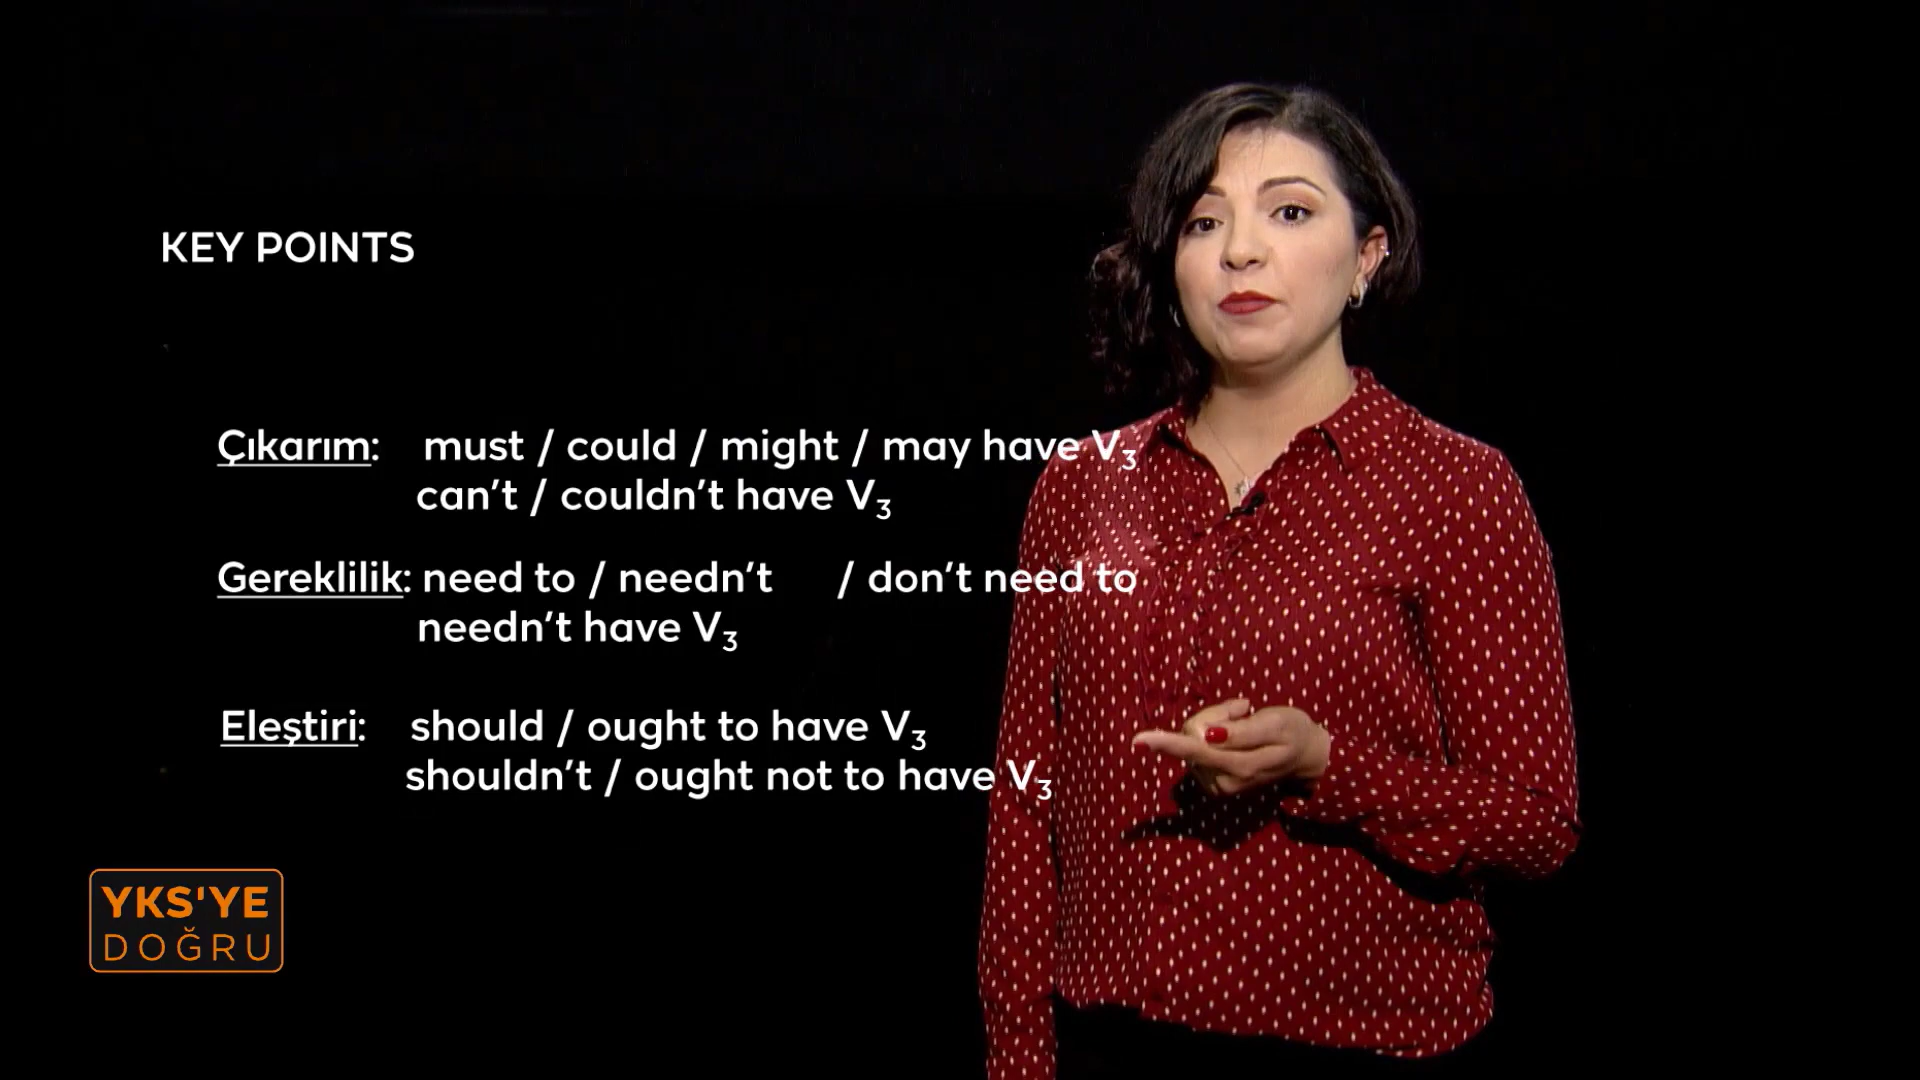 KEY POINTS
Çıkarım: must / could / might / may have V₃
can't / couldn't have V₃
Gereklilik: need to / needn't / don't need to
needn't have V₃
Eleştiri: should / ought to have V₃
shouldn't / ought not to have V₃
YKS'YE
DOĞRU